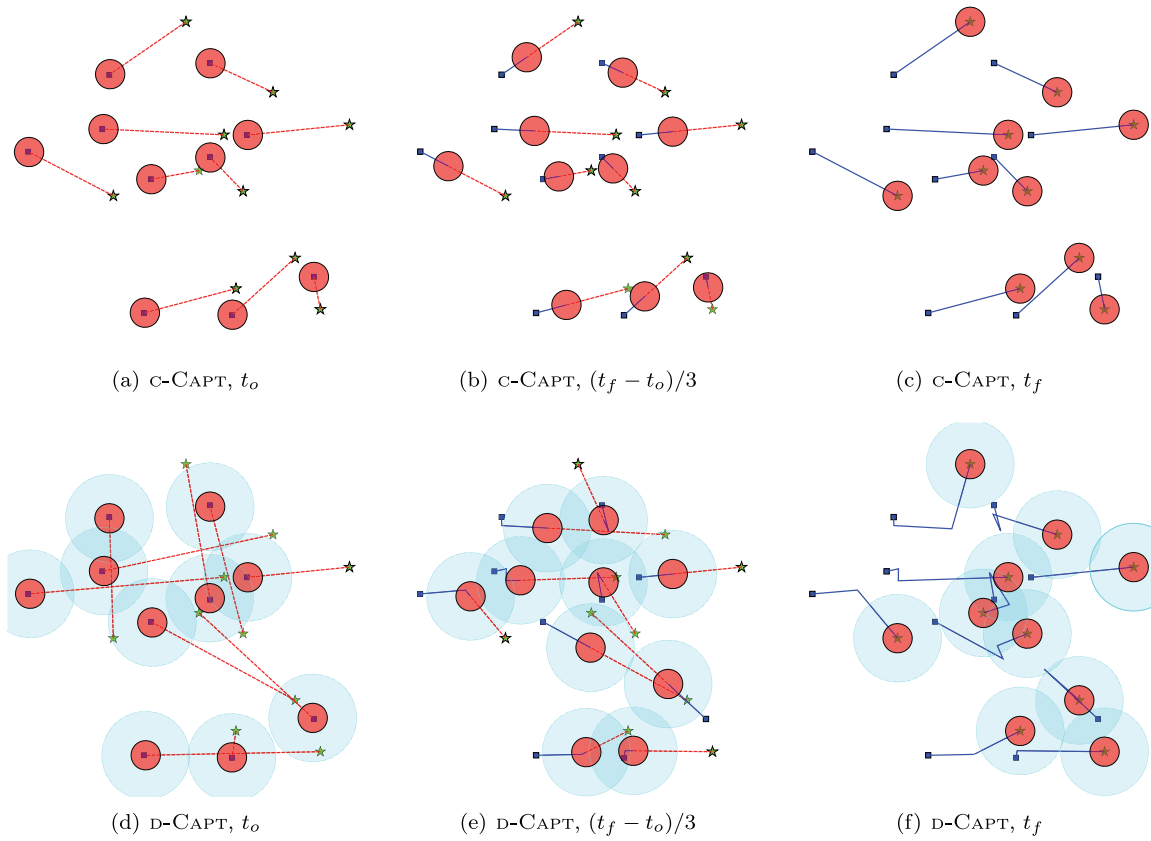 (a) C-CAPT, t_o
(b) C-CAPT, (t_f − t_o)/3
(c) C-CAPT, t_f
(d) D-CAPT, t_o
(e) D-CAPT, (t_f − t_o)/3
(f) D-CAPT, t_f